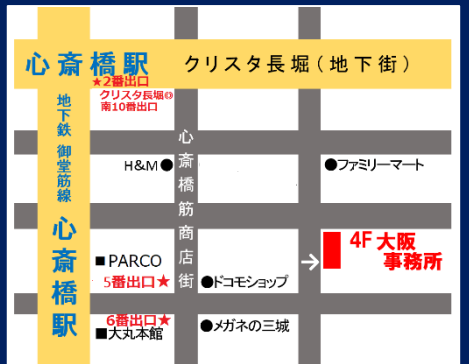 心斎橋駅
クリスタ長堀（地下街）
★2番出口
クリスタ長堀◎
南10番出口
地下鉄 御堂筋線
心斎橋駅
心斎橋筋商店街
H&M●
●ファミリーマート
■PARCO
5番出口★
●ドコモショップ
→
4F 大阪
事務所
6番出口★
■大丸本館
●メガネの三城